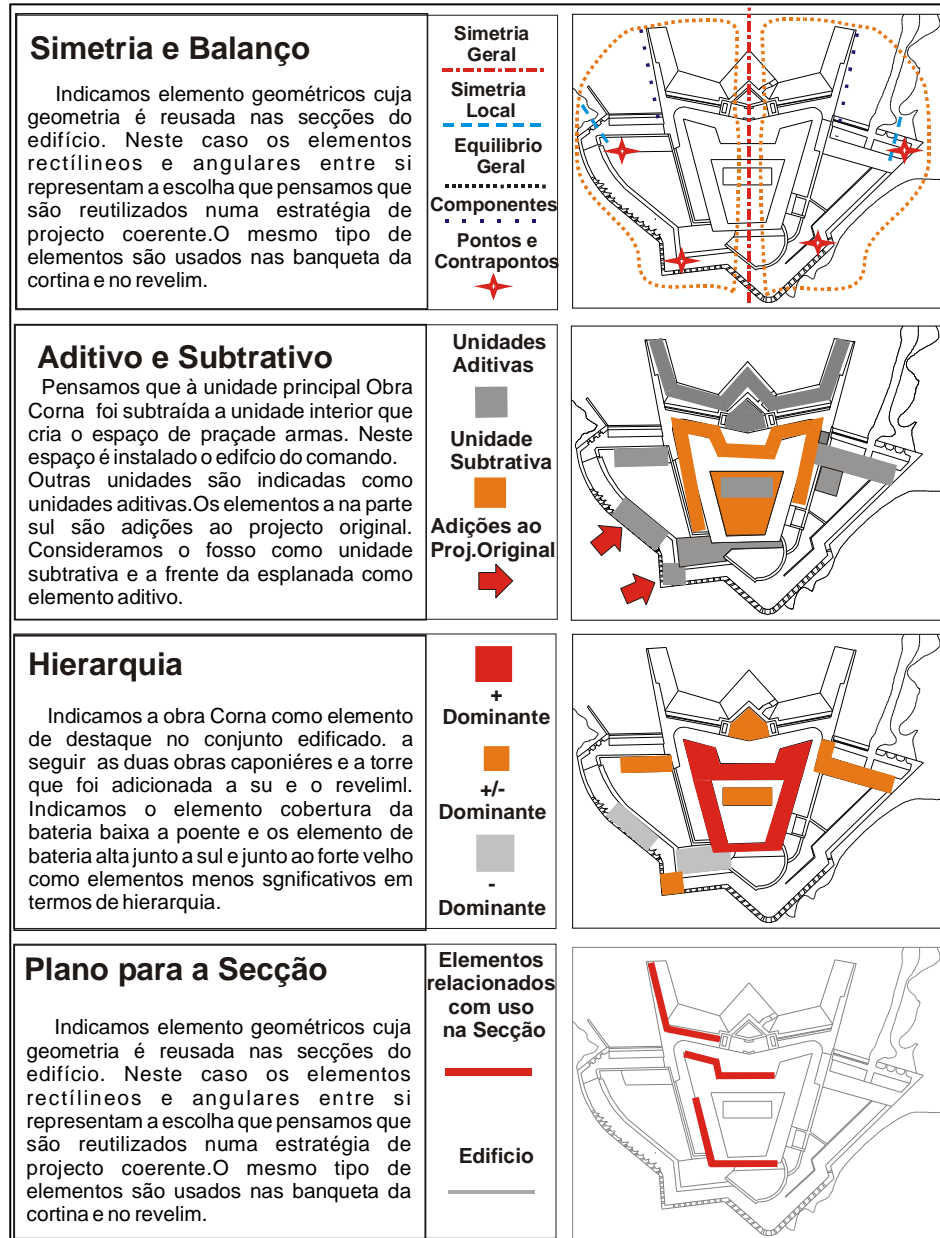 Simetria e Balanço
Indicamos elemento geométricos cuja
geometria é reusada nas secções do
edifício. Neste caso os elementos
rectílineos e angulares entre si
representam a escolha que pensamos que
são reutilizados numa estratégia de
projecto coerente.O mesmo tipo de
elementos são usados nas banqueta da
cortina e no revelim.
Simetria
Geral
Simetria
Local
Equilibrio
Geral
Componentes
Pontos e
Contrapontos
Aditivo e Subtrativo
Pensamos que à unidade principal Obra
Corna foi subtraída a unidade interior que
cria o espaço de praçade armas. Neste
espaço é instalado o edifcio do comando.
Outras unidades são indicadas como
unidades aditivas.Os elementos a na parte
sul são adições ao projecto original.
Consideramos o fosso como unidade
subtrativa e a frente da esplanada como
elemento aditivo.
Unidades
Aditivas
Unidade
Subtrativa
Adições ao
Proj.Original
Hierarquia
Indicamos a obra Corna como elemento
de destaque no conjunto edificado. a
seguir as duas obras caponiéres e a torre
que foi adicionada a su e o reveliml.
Indicamos o elemento cobertura da
bateria baixa a poente e os elemento de
bateria alta junto a sul e junto ao forte velho
como elementos menos sgnificativos em
termos de hierarquia.
+
Dominante
+/-
Dominante
-
Dominante
Plano para a Secção
Indicamos elemento geométricos cuja
geometria é reusada nas secções do
edifício. Neste caso os elementos
rectílineos e angulares entre si
representam a escolha que pensamos que
são reutilizados numa estratégia de
projecto coerente.O mesmo tipo de
elementos são usados nas banqueta da
cortina e no revelim.
Elementos
relacionados
com uso
na Secção
Edificio